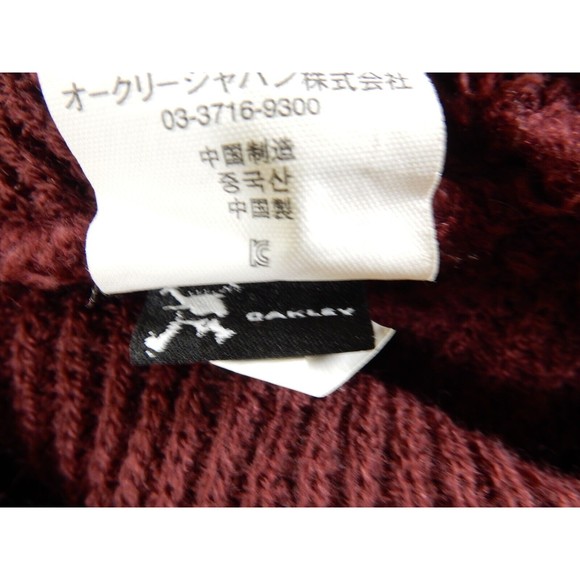 オークリージャパン株式会社
03-3716-9300
中国制造
중국산
中國製
OAKLEY